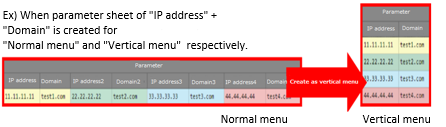 Ex) When parameter sheet of "IP address" +
"Domain" is created for
"Normal menu" and "Vertical menu" respectively.
Parameter
IP address Domain IP address2 Domain2 IP address3 Domain3 IP address4 Domain4
11.11.11.11 test1.com 22.22.22.22 test2.com 33.33.33.33 test3.com 44.44.44.44 test4.com
Normal menu
Create as vertical menu
Parameter
IP address Domain
11.11.11.11 test1.com
22.22.22.22 test2.com
33.33.33.33 test3.com
44.44.44.44 test4.com
Vertical menu